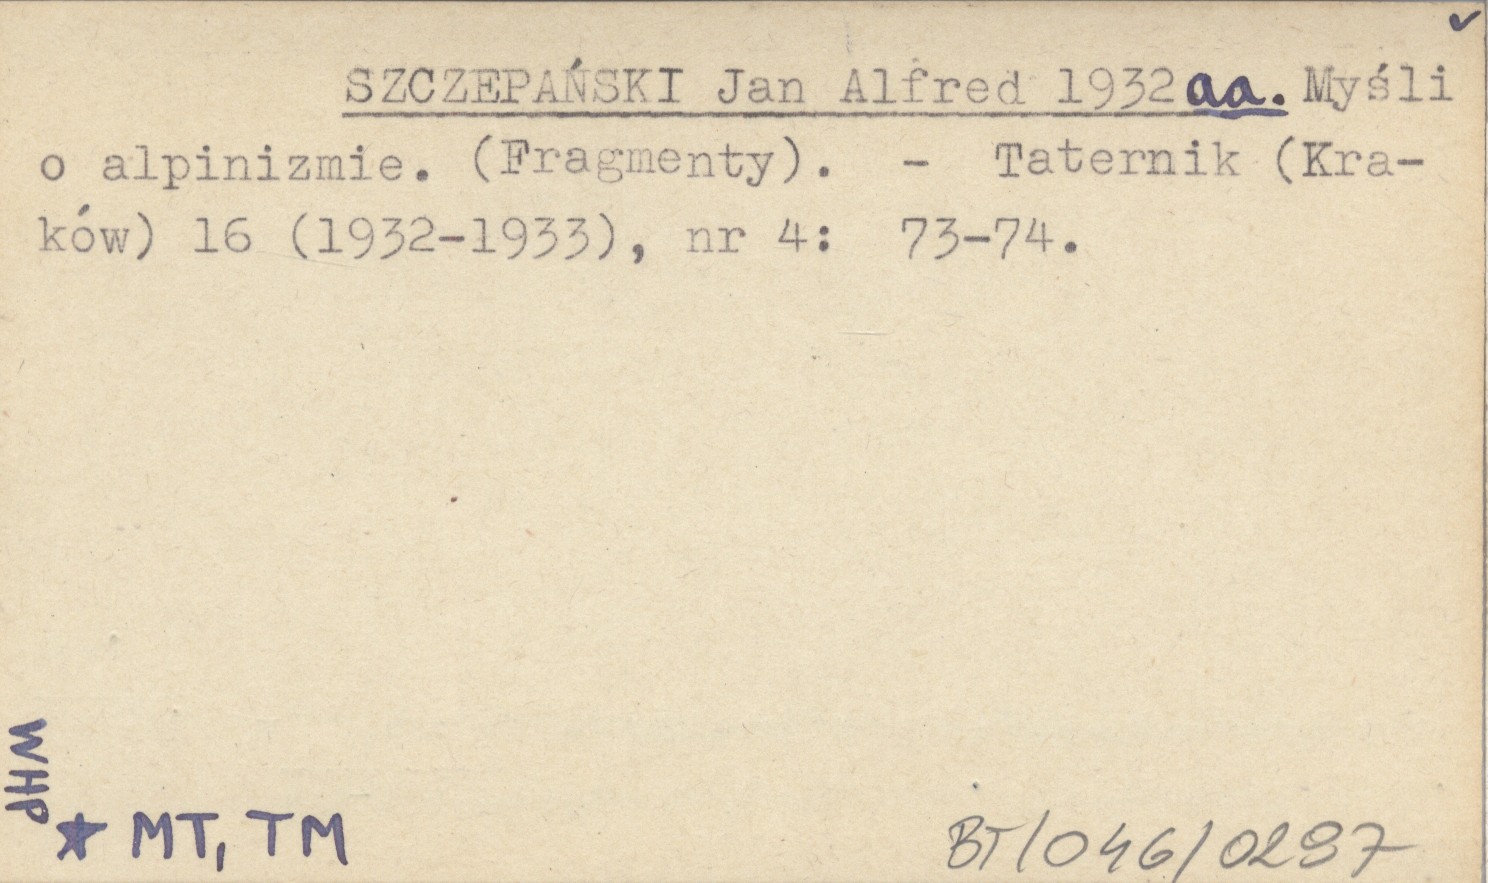 SZCZEPAŃSKI Jan Alfred 1932aa. Myśli
o alpinizmie. (Fragmenty). - Taternik (Kra-
ków) 16 (1932-1933), nr 4: 73-74.
WHP
★ MT, TM
BT/046/0297